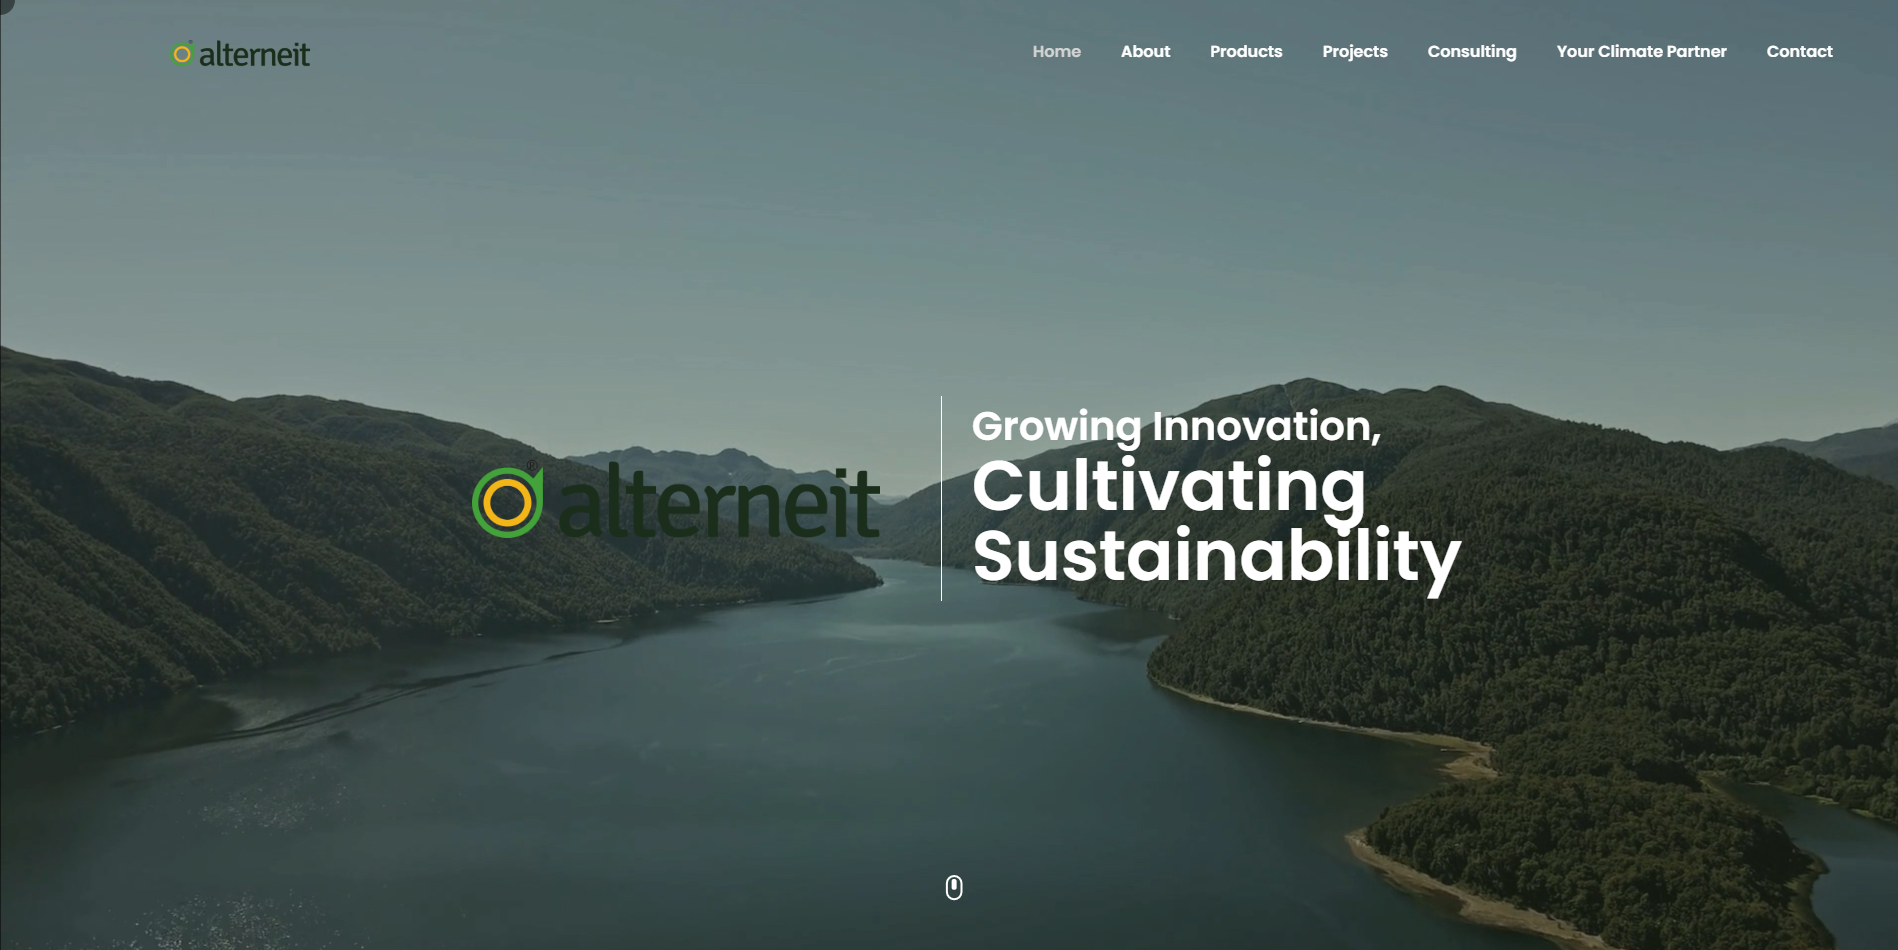 alterneit
Home About Products Projects Consulting Your Climate Partner Contact
alterneit®
Growing Innovation,
Cultivating
Sustainability